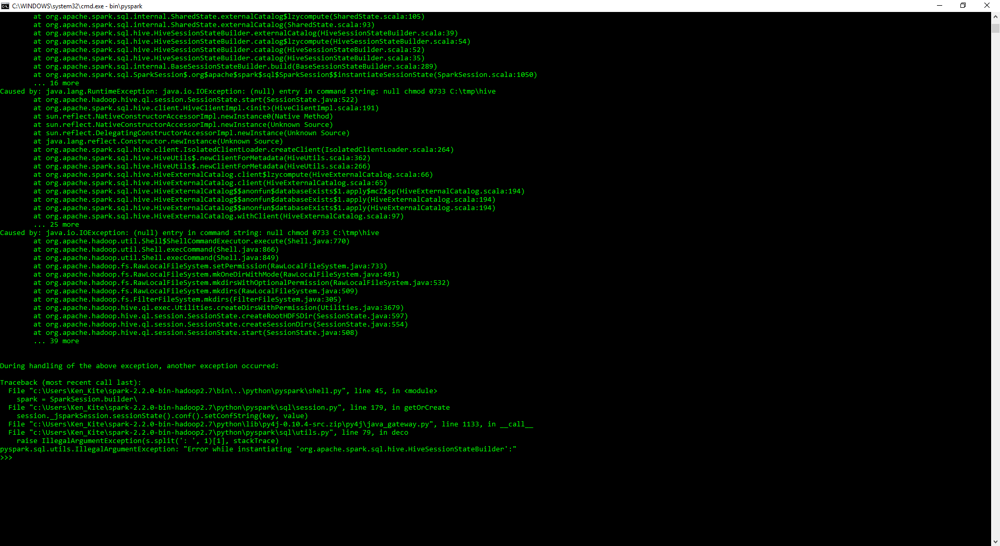 C:\WINDOWS\system32\cmd.exe - bin\pyspark
at org.apache.spark.sql.internal.SharedState.externalCatalog$lzycompute(SharedState.scala:105)
at org.apache.spark.sql.internal.SharedState.externalCatalog(SharedState.scala:93)
at org.apache.spark.sql.hive.HiveSessionStateBuilder.externalCatalog(HiveSessionStateBuilder.scala:39)
at org.apache.spark.sql.hive.HiveSessionStateBuilder.catalog$lzycompute(HiveSessionStateBuilder.scala:54)
at org.apache.spark.sql.hive.HiveSessionStateBuilder.catalog(HiveSessionStateBuilder.scala:52)
at org.apache.spark.sql.hive.HiveSessionStateBuilder.catalog(HiveSessionStateBuilder.scala:35)
at org.apache.spark.sql.internal.BaseSessionStateBuilder.build(BaseSessionStateBuilder.scala:289)
at org.apache.spark.sql.SparkSession$.org$apache$spark$sql$SparkSession$$instantiateSessionState(SparkSession.scala:1050)
... 16 more
Caused by: java.lang.RuntimeException: java.io.IOException: (null) entry in command string: null chmod 0733 C:\tmp\hive
at org.apache.hadoop.hive.ql.session.SessionState.start(SessionState.java:522)
at org.apache.spark.sql.hive.client.HiveClientImpl.<init>(HiveClientImpl.scala:191)
at sun.reflect.NativeConstructorAccessorImpl.newInstance0(Native Method)
at sun.reflect.NativeConstructorAccessorImpl.newInstance(Unknown Source)
at sun.reflect.DelegatingConstructorAccessorImpl.newInstance(Unknown Source)
at java.lang.reflect.Constructor.newInstance(Unknown Source)
at org.apache.spark.sql.hive.client.IsolatedClientLoader.createClient(IsolatedClientLoader.scala:264)
at org.apache.spark.sql.hive.HiveUtils$.newClientForMetadata(HiveUtils.scala:362)
at org.apache.spark.sql.hive.HiveUtils$.newClientForMetadata(HiveUtils.scala:266)
at org.apache.spark.sql.hive.HiveExternalCatalog.client$lzycompute(HiveExternalCatalog.scala:66)
at org.apache.spark.sql.hive.HiveExternalCatalog.client(HiveExternalCatalog.scala:65)
at org.apache.spark.sql.hive.HiveExternalCatalog$$anonfun$databaseExists$1.apply$mcZ$sp(HiveExternalCatalog.scala:194)
at org.apache.spark.sql.hive.HiveExternalCatalog$$anonfun$databaseExists$1.apply(HiveExternalCatalog.scala:194)
at org.apache.spark.sql.hive.HiveExternalCatalog$$anonfun$databaseExists$1.apply(HiveExternalCatalog.scala:194)
at org.apache.spark.sql.hive.HiveExternalCatalog.withClient(HiveExternalCatalog.scala:97)
... 25 more
Caused by: java.io.IOException: (null) entry in command string: null chmod 0733 C:\tmp\hive
at org.apache.hadoop.util.Shell$ShellCommandExecutor.execute(Shell.java:770)
at org.apache.hadoop.util.Shell.execCommand(Shell.java:866)
at org.apache.hadoop.util.Shell.execCommand(Shell.java:849)
at org.apache.hadoop.fs.RawLocalFileSystem.setPermission(RawLocalFileSystem.java:733)
at org.apache.hadoop.fs.RawLocalFileSystem.mkOneDirWithMode(RawLocalFileSystem.java:491)
at org.apache.hadoop.fs.RawLocalFileSystem.mkdirsWithOptionalPermission(RawLocalFileSystem.java:532)
at org.apache.hadoop.fs.RawLocalFileSystem.mkdirs(RawLocalFileSystem.java:509)
at org.apache.hadoop.fs.FilterFileSystem.mkdirs(FilterFileSystem.java:305)
at org.apache.hadoop.hive.ql.exec.Utilities.createDirsWithPermission(Utilities.java:3679)
at org.apache.hadoop.hive.ql.session.SessionState.createRootHDFSDir(SessionState.java:597)
at org.apache.hadoop.hive.ql.session.SessionState.createSessionDirs(SessionState.java:554)
at org.apache.hadoop.hive.ql.session.SessionState.start(SessionState.java:508)
... 39 more
During handling of the above exception, another exception occurred:
Traceback (most recent call last):
File "c:\Users\Ken_Kite\spark-2.2.0-bin-hadoop2.7\bin\..\python\pyspark\shell.py", line 45, in <module>
spark = SparkSession.builder\
File "c:\Users\Ken_Kite\spark-2.2.0-bin-hadoop2.7\python\pyspark\sql\session.py", line 179, in getOrCreate
session._jsparkSession.sessionState().conf().setConfString(key, value)
File "c:\Users\Ken_Kite\spark-2.2.0-bin-hadoop2.7\python\lib\py4j-0.10.4-src.zip\py4j\java_gateway.py", line 1133, in __call__
File "c:\Users\Ken_Kite\spark-2.2.0-bin-hadoop2.7\python\pyspark\sql\utils.py", line 79, in deco
raise IllegalArgumentException(s.split(': ', 1)[1], stackTrace)
pyspark.sql.utils.IllegalArgumentException: "Error while instantiating 'org.apache.spark.sql.hive.HiveSessionStateBuilder':"
>>>